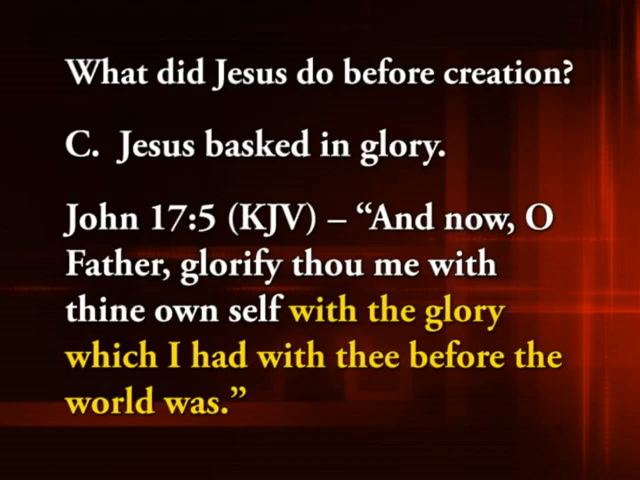 What did Jesus do before creation?
C. Jesus basked in glory.
John 17:5 (KJV) – “And now, O
Father, glorify thou me with
thine own self with the glory
which I had with thee before the
world was.”